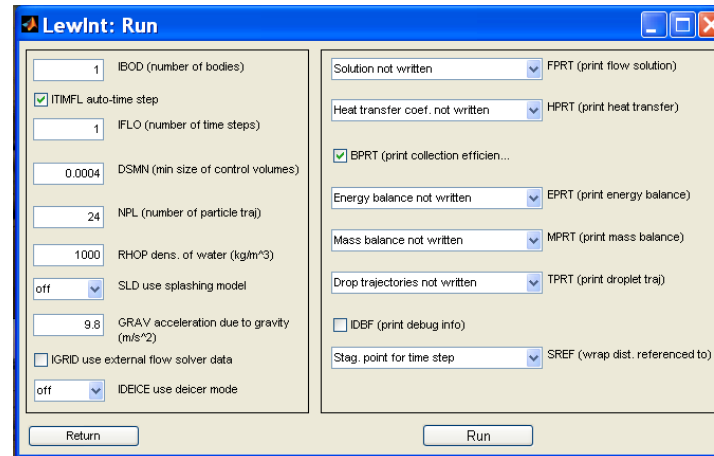 LewInt: Run
1 IBOD (number of bodies)
ITIMFL auto-time step
1 IFLO (number of time steps)
0.0004 DSMN (min size of control volumes)
24 NPL (number of particle traj)
1000 RHOP dens. of water (kg/m^3)
off SLD use splashing model
9.8 GRAV acceleration due to gravity
(m/s^2)
IGRID use external flow solver data
off IDEICE use deicer mode
Solution not written FPRT (print flow solution)
Heat transfer coef. not written HPRT (print heat transfer)
BPRT (print collection efficien...
Energy balance not written EPRT (print energy balance)
Mass balance not written MPRT (print mass balance)
Drop trajectories not written TPRT (print droplet traj)
IDBF (print debug info)
Stag. point for time step SREF (wrap dist. referenced to)
Return
Run